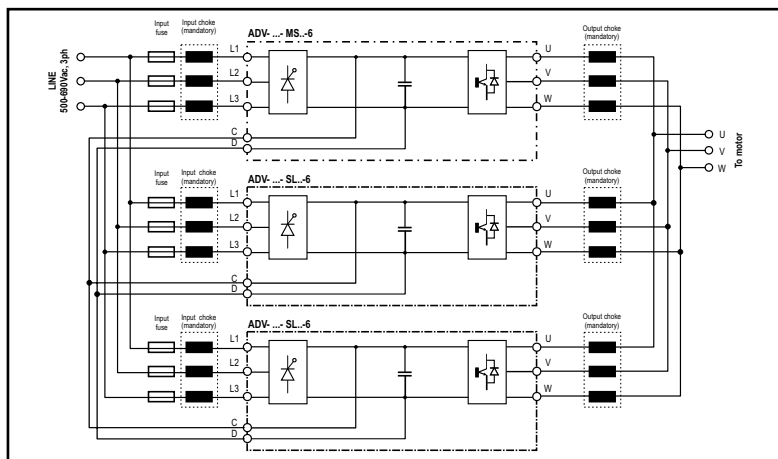 Input
fuse
Input choke
(mandatory)
ADV- ...- MS..-6
Output choke
(mandatory)
LINE
500-690Vac, 3ph
L1
L2
L3
C
D
U
V
W
U
V
W
To motor
Input
fuse
Input choke
(mandatory)
ADV- ...- SL..-6
Output choke
(mandatory)
L1
L2
L3
C
D
U
V
W
Input
fuse
Input choke
(mandatory)
ADV- ...- SL..-6
Output choke
(mandatory)
L1
L2
L3
C
D
U
V
W